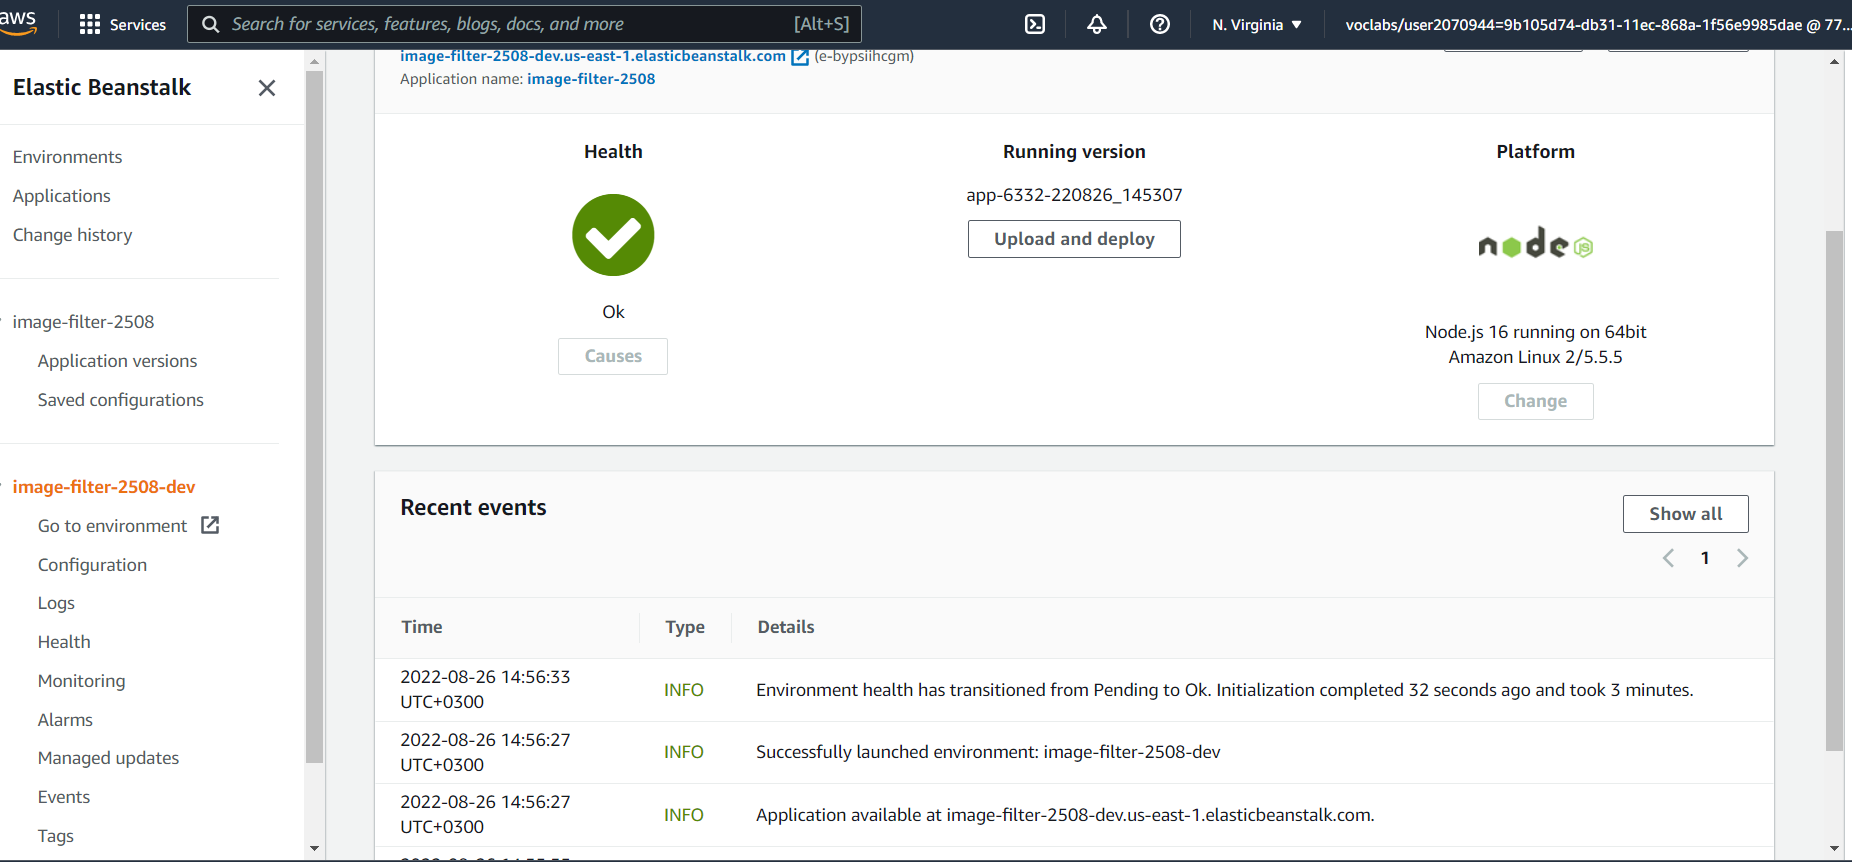 aws
Services
Search for services, features, blogs, docs, and more
[Alt+S]
N. Virginia
voclabs/user2070944=9b105d74-db31-11ec-868a-1f56e9985dae @ 77...
Elastic Beanstalk
Environments
Applications
Change history
image-filter-2508
Application versions
Saved configurations
image-filter-2508-dev
Go to environment
Configuration
Logs
Health
Monitoring
Alarms
Managed updates
Events
Tags
image-filter-2508-dev.us-east-1.elasticbeanstalk.com (e-bypsiihcgm)
Application name: image-filter-2508
Health
Ok
Causes
Running version
app-6332-220826_145307
Upload and deploy
Platform
node JS
Node.js 16 running on 64bit
Amazon Linux 2/5.5.5
Change
Recent events
Show all
1
Time Type Details
2022-08-26 14:56:33
UTC+0300
INFO
Environment health has transitioned from Pending to Ok. Initialization completed 32 seconds ago and took 3 minutes.
2022-08-26 14:56:27
UTC+0300
INFO
Successfully launched environment: image-filter-2508-dev
2022-08-26 14:56:27
UTC+0300
INFO
Application available at image-filter-2508-dev.us-east-1.elasticbeanstalk.com.